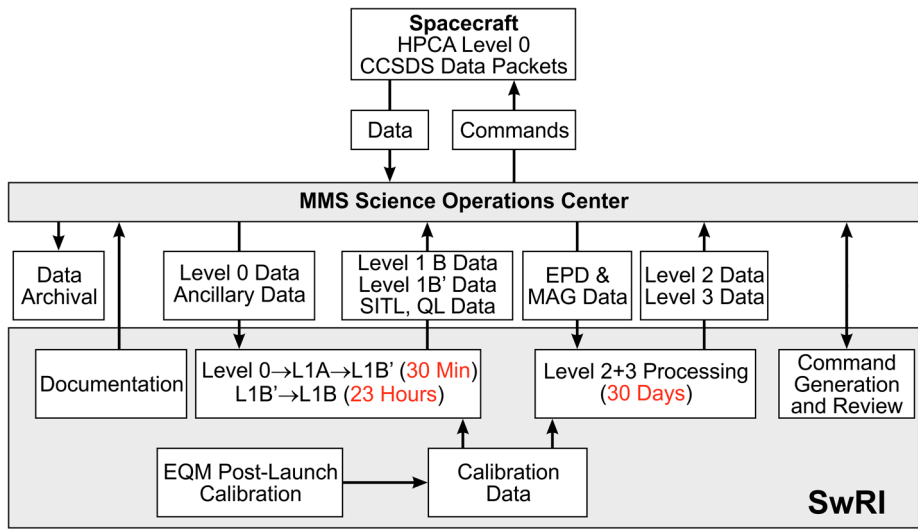 Spacecraft
HPCA Level 0
CCSDS Data Packets
Data
Commands
MMS Science Operations Center
Data
Archival
Level 0 Data
Ancillary Data
Level 1 B Data
Level 1B’ Data
SITL, QL Data
EPD &
MAG Data
Level 2 Data
Level 3 Data
Documentation
Level 0→L1A→L1B’ (30 Min)
L1B’→L1B (23 Hours)
Level 2+3 Processing
(30 Days)
Command
Generation
and Review
EQM Post-Launch
Calibration
Calibration
Data
SwRI